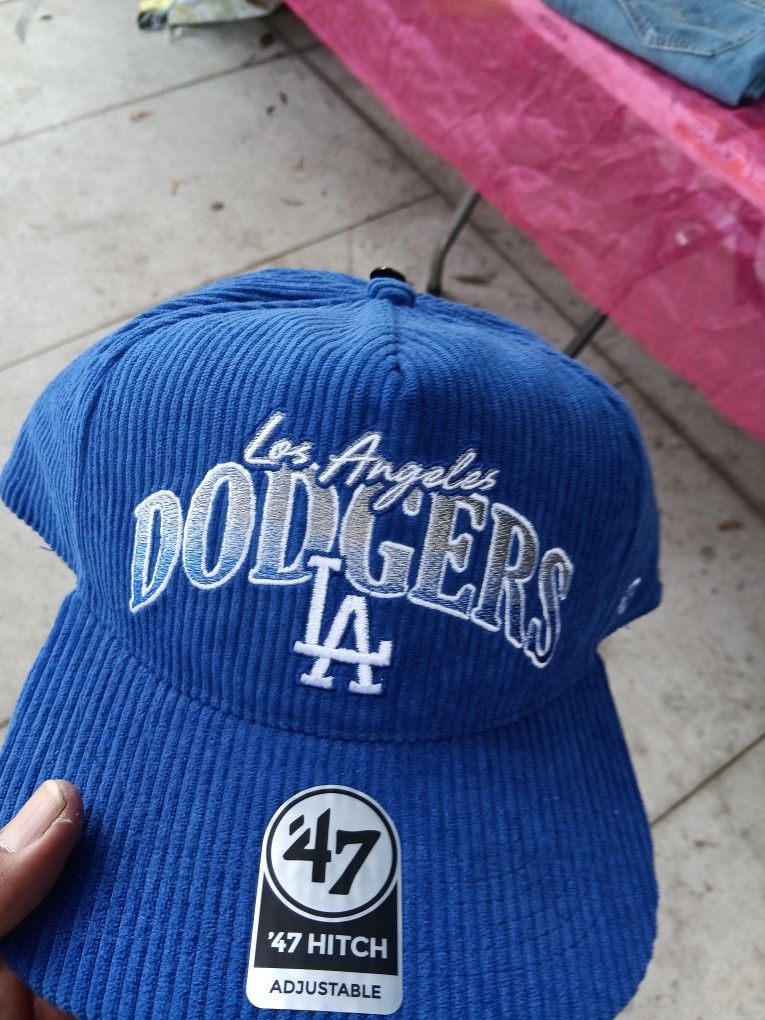 Los Angeles
DODGERS
LA
'47
'47 HITCH
ADJUSTABLE